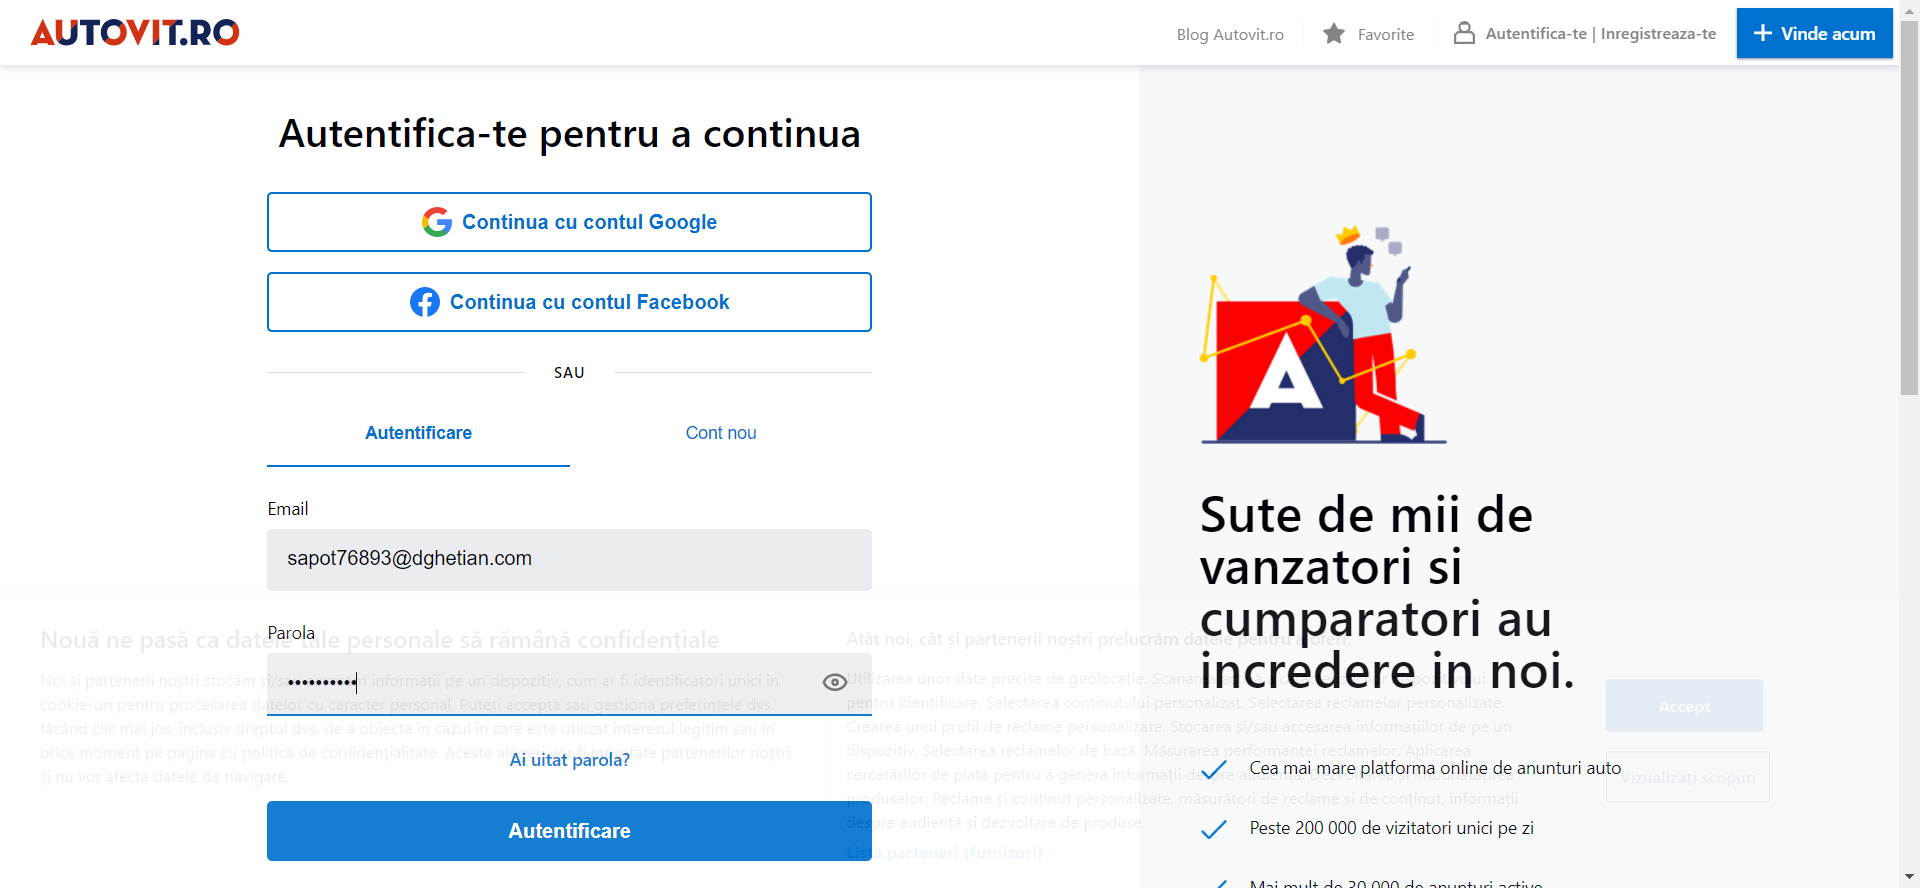 AUTOVIT.RO
Blog Autovit.ro
Favorite
Autentifica-te | Inregistreaza-te
+ Vinde acum
Autentifica-te pentru a continua
Continua cu contul Google
Continua cu contul Facebook
SAU
Autentificare
Cont nou
Email
sapot76893@dghetian.com
Parola
••••••••••
Ai uitat parola?
Autentificare
A
Sute de mii de
vanzatori si
cumparatori au
incredere in noi.
Cea mai mare platforma online de anunturi auto
Peste 200 000 de vizitatori unici pe zi
Mai mult de 30 000 de anunturi active
Nouă ne pasă ca datele tale personale să rămână confidențiale
Noi și partenerii noștri stocăm și/sau informații pe un dispozitiv, cum ar fi identificatori unici în
cookie-uri pentru procesarea datelor cu caracter personal. Puteți accepta sau gestiona preferințele dvs.
făcând clic mai jos, inclusiv dreptul dvs. de a obiecta în cazul în care este utilizat interesul legitim sau în
orice moment pe pagina cu politica de confidențialitate. Aceste alegeri vor fi raportate partenerilor noștri
și nu vor afecta datele de navigare.
Atât noi, cât și partenerii noștri prelucrăm datele pentru a oferi:
Utilizarea unor date precise de geolocație. Scanarea
pentru identificare. Selectarea conținutului personalizat. Selectarea reclamelor personalizate.
Crearea unui profil de reclame personalizate. Stocarea și/sau accesarea informațiilor de pe un
dispozitiv. Selectarea reclamelor de bază. Măsurarea performanței reclamelor. Aplicarea
cercetărilor de piață pentru a genera informații despre audiență. Dezvoltarea și îmbunătățirea
produselor. Reclame și conținut personalizate, măsurători de reclame și de conținut, informații
despre audiență și dezvoltare de produse.
Listă parteneri (furnizori)
Accept
Vizualizați scopuri